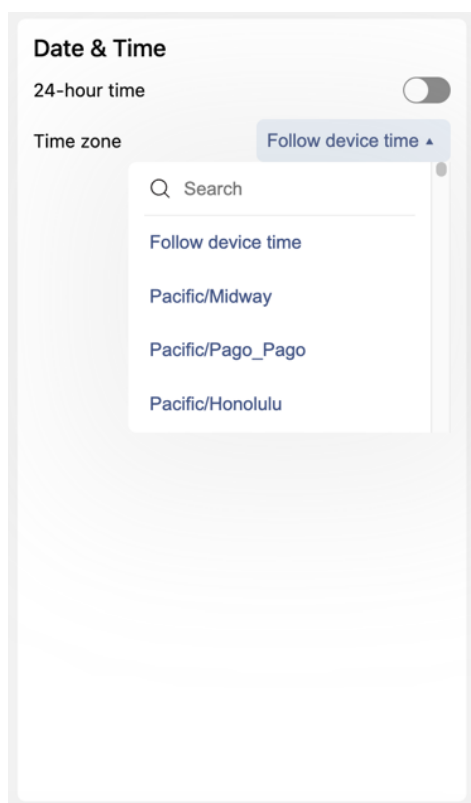 Date & Time
24-hour time
Time zone
Follow device time ▲
Search
Follow device time
Pacific/Midway
Pacific/Pago_Pago
Pacific/Honolulu